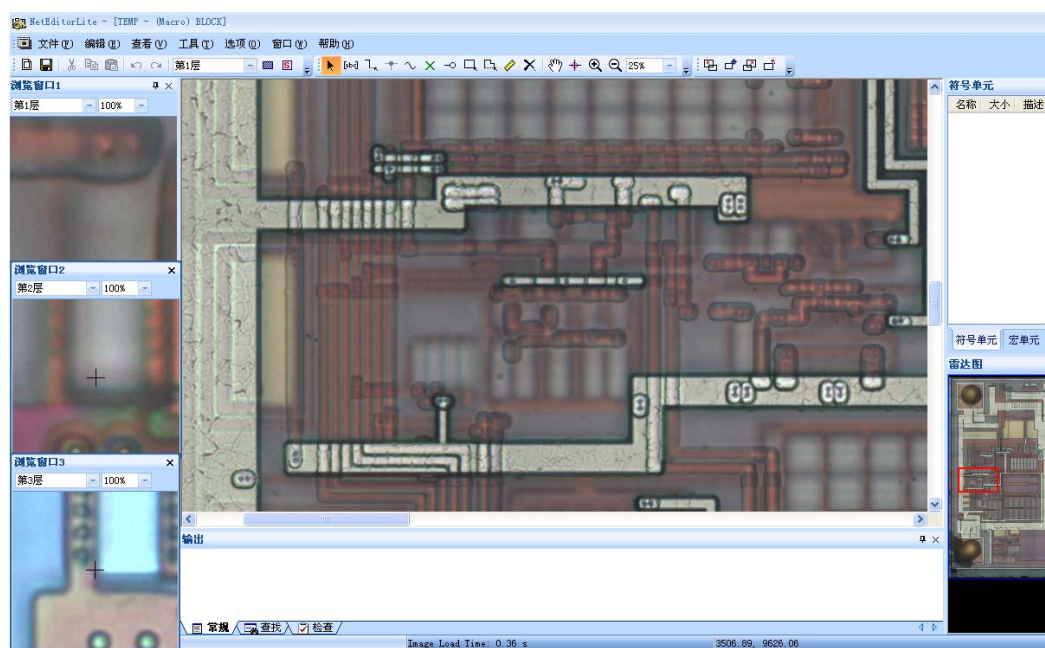 NetEditorLite - [TEMP - (Macro) BLOCK]
文件(F) 编辑(E) 查看(V) 工具(T) 选项(O) 窗口(W) 帮助(H)
第1层 25%
浏览窗口1
第1层 100%
浏览窗口2
第2层 100%
浏览窗口3
第3层 100%
符号单元
名称 大小 描述
符号单元 宏单元
雷达图
输出
常规 查找 检查
Image Load Time: 0.36 s 3506.89, 9626.06